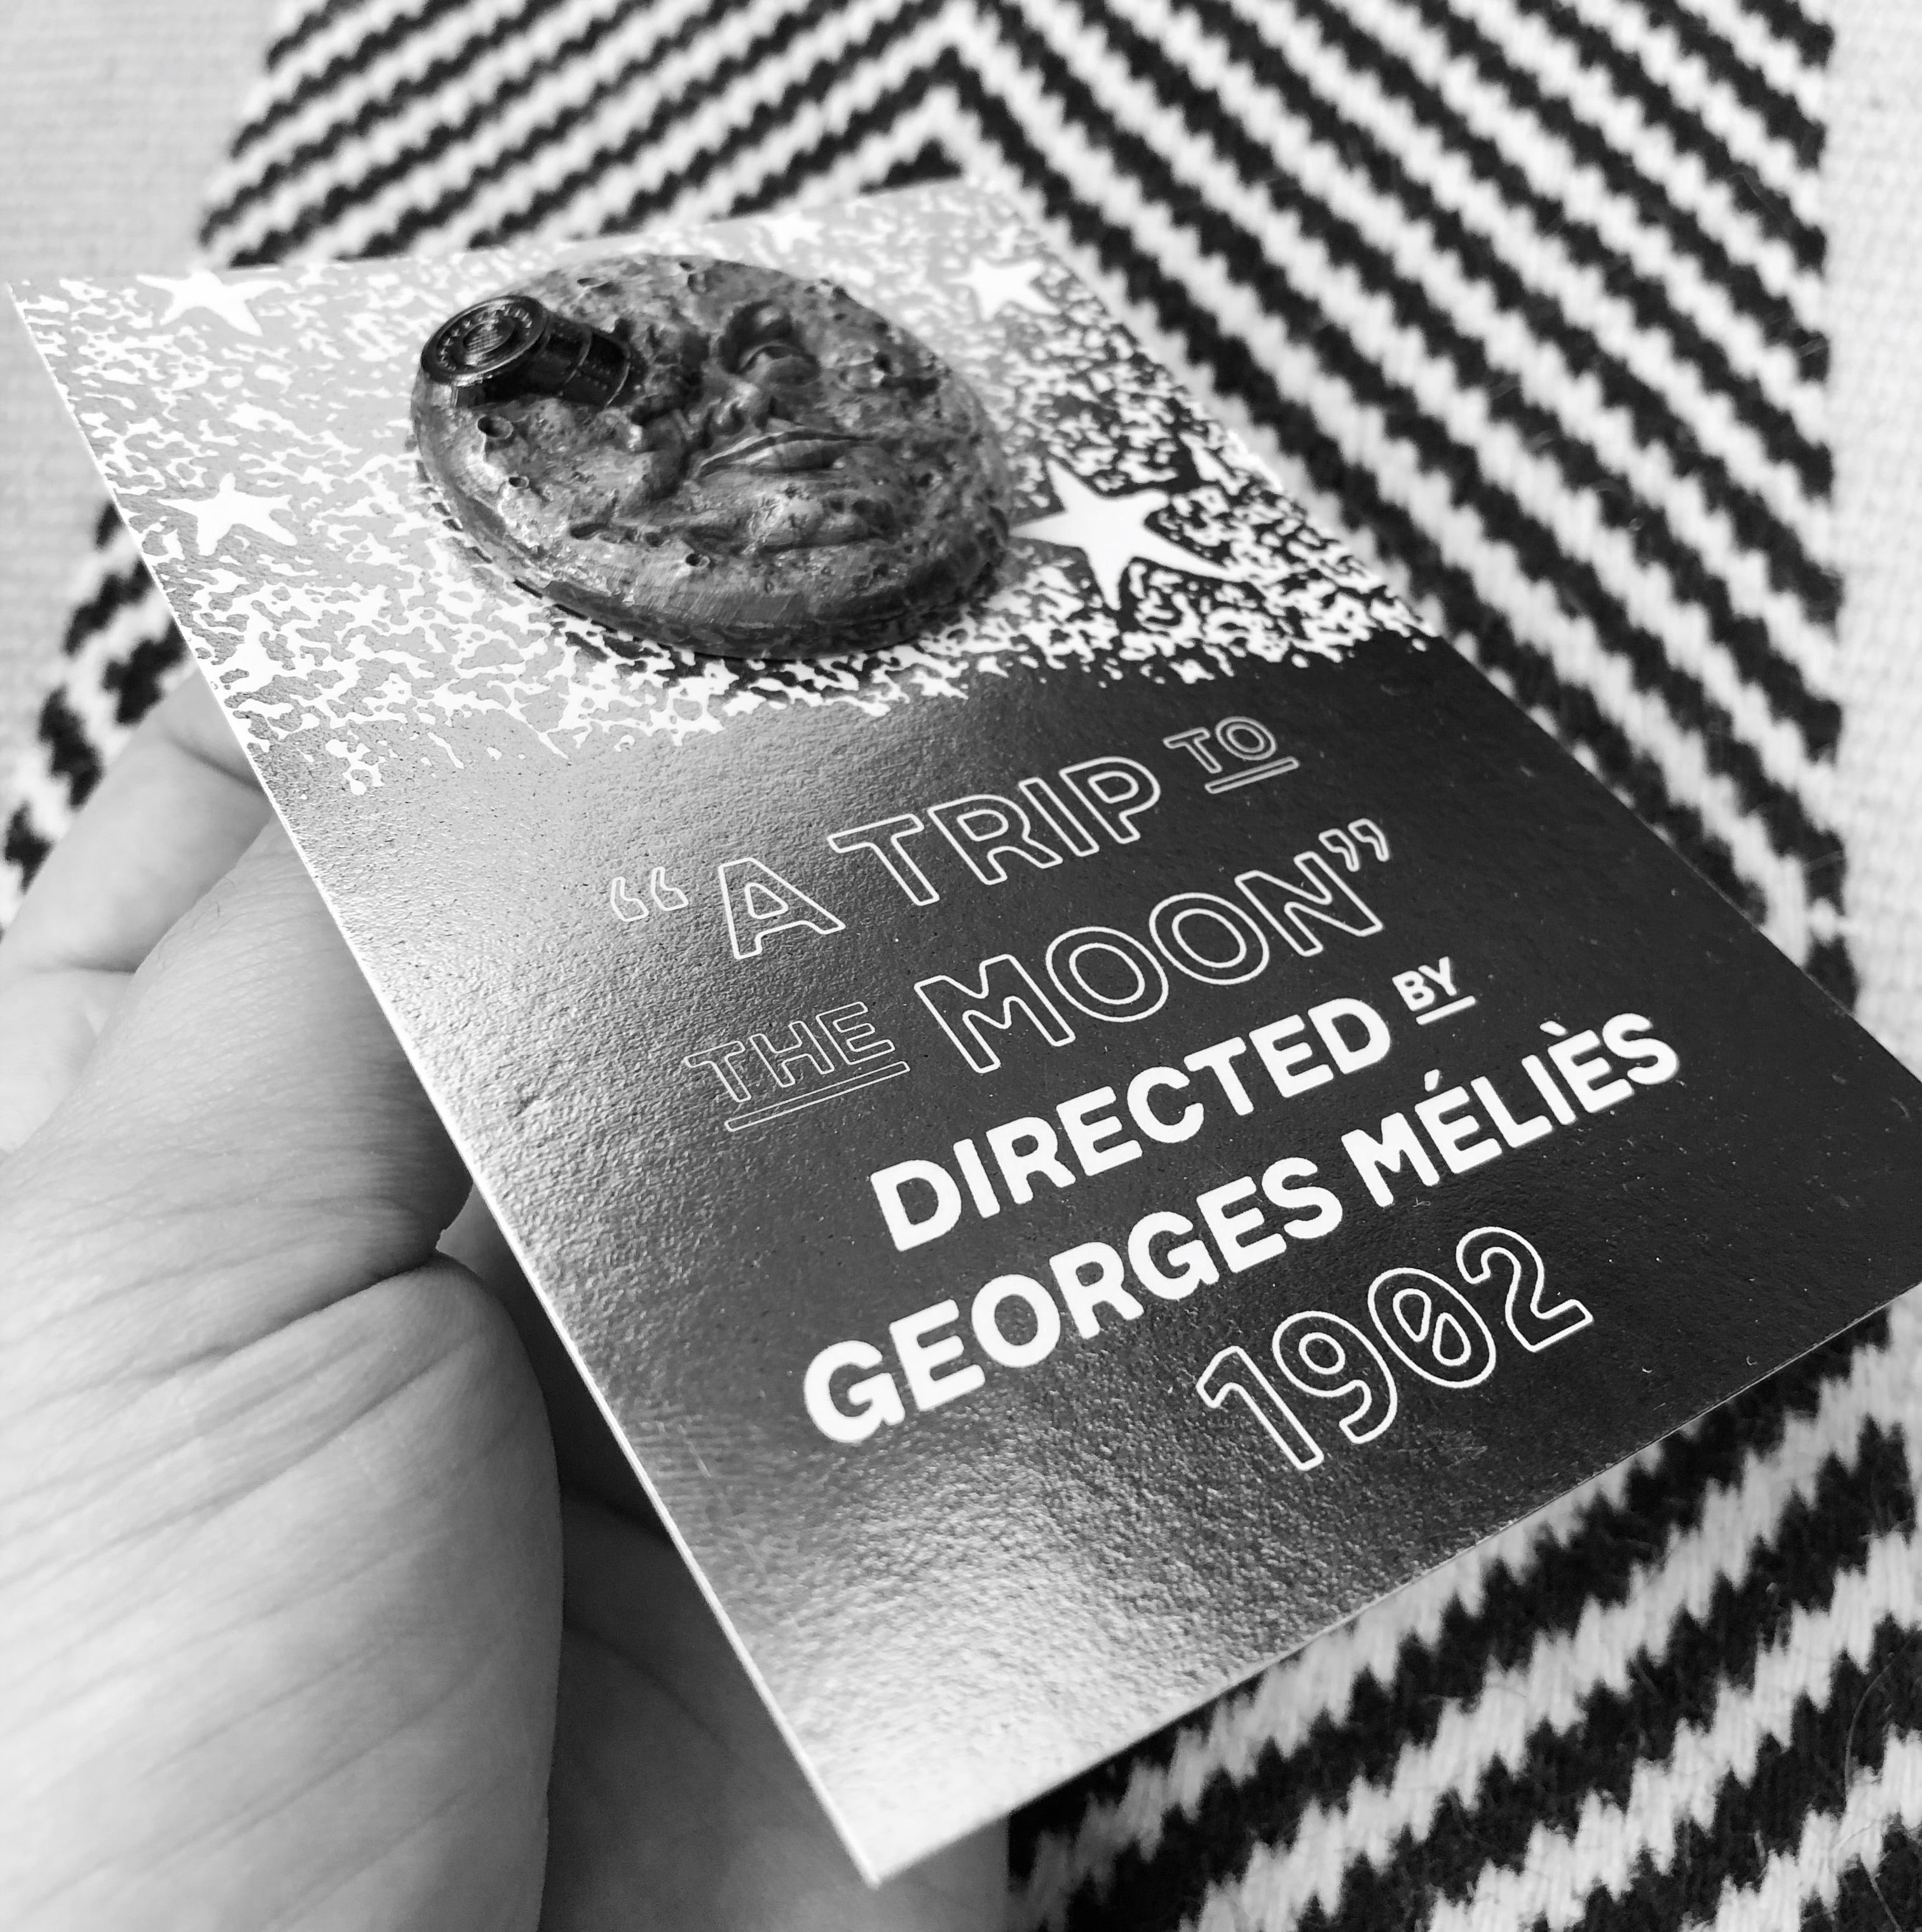 “A TRIP TO
THE MOON”
DIRECTED BY
GEORGES MÉLIÈS
1902